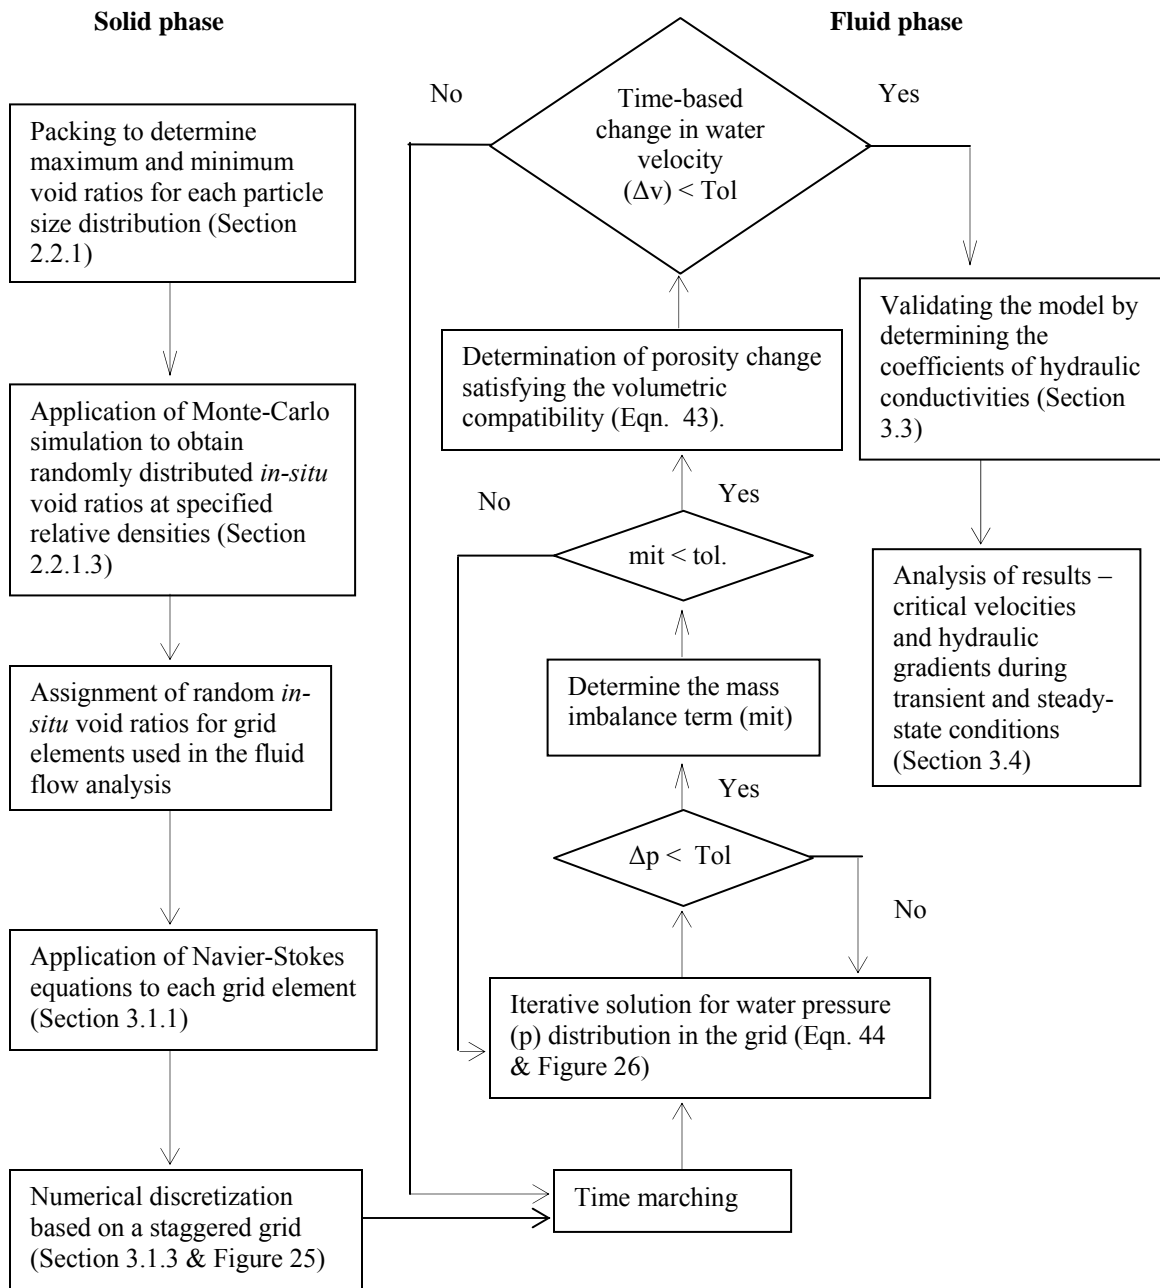 Solid phase
Fluid phase
Packing to determine
maximum and minimum
void ratios for each particle
size distribution (Section
2.2.1)
Application of Monte-Carlo
simulation to obtain
randomly distributed in-situ
void ratios at specified
relative densities (Section
2.2.1.3)
Assignment of random in-
situ void ratios for grid
elements used in the fluid
flow analysis
Application of Navier-Stokes
equations to each grid element
(Section 3.1.1)
Numerical discretization
based on a staggered grid
(Section 3.1.3 & Figure 25)
No
Time-based
change in water
velocity
(Δv) < Tol
Yes
Determination of porosity change
satisfying the volumetric
compatibility (Eqn.  43).
No
Yes
mit < tol.
Determine the mass
imbalance term (mit)
Yes
Δp <  Tol
No
Iterative solution for water pressure
(p) distribution in the grid (Eqn. 44
& Figure 26)
Time marching
Validating the model by
determining the
coefficients of hydraulic
conductivities (Section
3.3)
Analysis of results –
critical velocities
and hydraulic
gradients during
transient and steady-
state conditions
(Section 3.4)